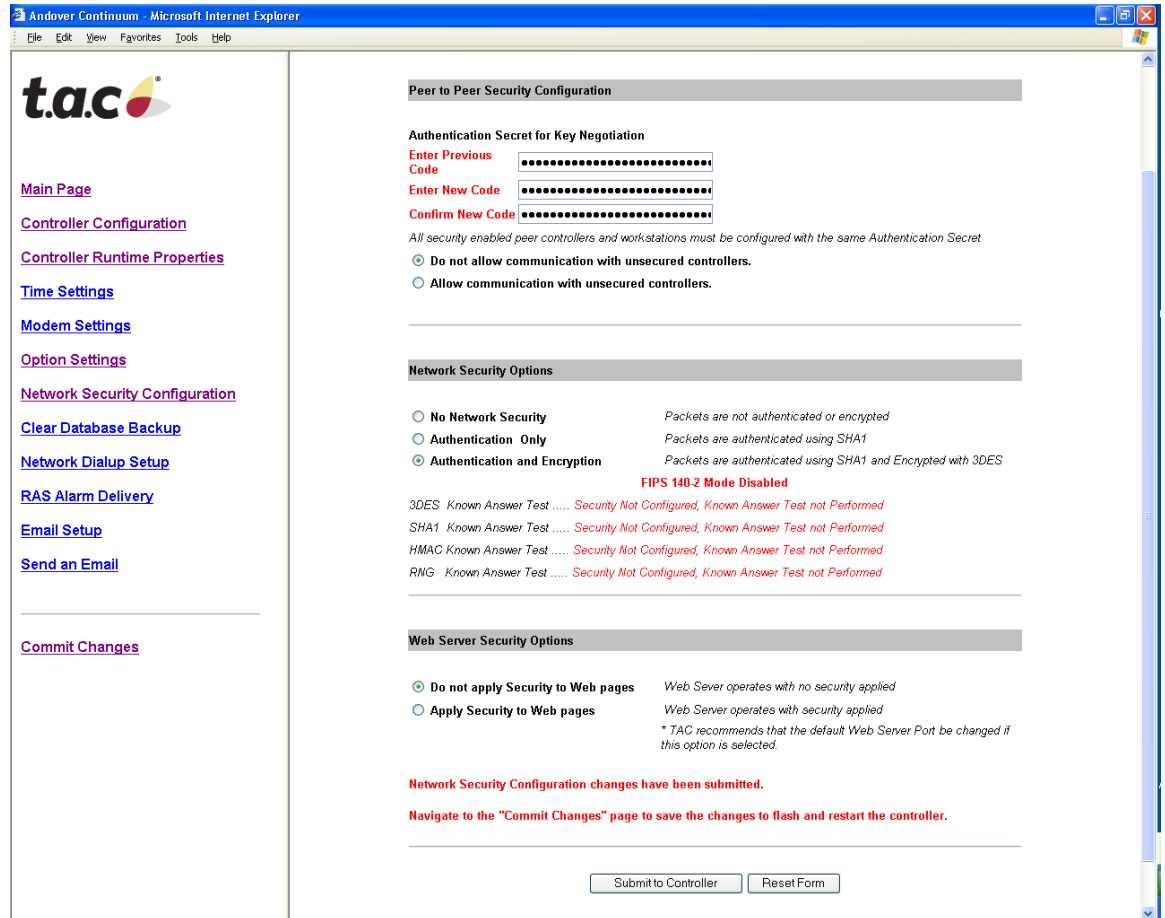 Andover Continuum - Microsoft Internet Explorer
File Edit View Favorites Tools Help
t.a.c®
Main Page
Controller Configuration
Controller Runtime Properties
Time Settings
Modem Settings
Option Settings
Network Security Configuration
Clear Database Backup
Network Dialup Setup
RAS Alarm Delivery
Email Setup
Send an Email
Commit Changes
Peer to Peer Security Configuration
Authentication Secret for Key Negotiation
Enter Previous
Code
Enter New Code
Confirm New Code
All security enabled peer controllers and workstations must be configured with the same Authentication Secret
Do not allow communication with unsecured controllers.
Allow communication with unsecured controllers.
Network Security Options
No Network Security Packets are not authenticated or encrypted
Authentication Only Packets are authenticated using SHA1
Authentication and Encryption Packets are authenticated using SHA1 and Encrypted with 3DES
FIPS 140-2 Mode Disabled
3DES Known Answer Test ..... Security Not Configured, Known Answer Test not Performed
SHA1 Known Answer Test ..... Security Not Configured, Known Answer Test not Performed
HMAC Known Answer Test ..... Security Not Configured, Known Answer Test not Performed
RNG Known Answer Test ..... Security Not Configured, Known Answer Test not Performed
Web Server Security Options
Do not apply Security to Web pages Web Sever operates with no security applied
Apply Security to Web pages Web Server operates with security applied
* TAC recommends that the default Web Server Port be changed if
this option is selected.
Network Security Configuration changes have been submitted.
Navigate to the "Commit Changes" page to save the changes to flash and restart the controller.
Submit to Controller Reset Form